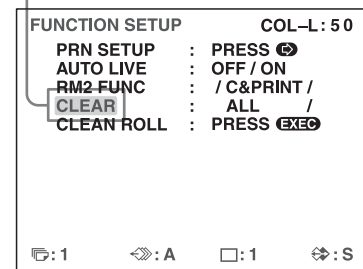 FUNCTION SETUP COL–L:50
PRN SETUP : PRESS
AUTO LIVE : OFF / ON
RM2 FUNC : / C&PRINT /
CLEAR : ALL /
CLEAN ROLL : PRESS EXEC
:1 :A :1 :S